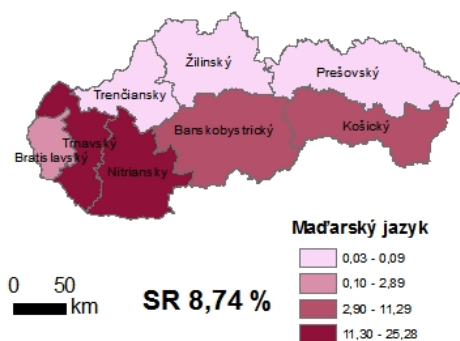 Žilinský
Prešovský
Trenčiansky
Košický
Banskobystrický
Trnavský
Bratislavský
Nitriansky
Maďarský jazyk
0,03 - 0,09
0,10 - 2,89
2,90 - 11,29
11,30 - 25,28
0 50
km
SR 8,74 %